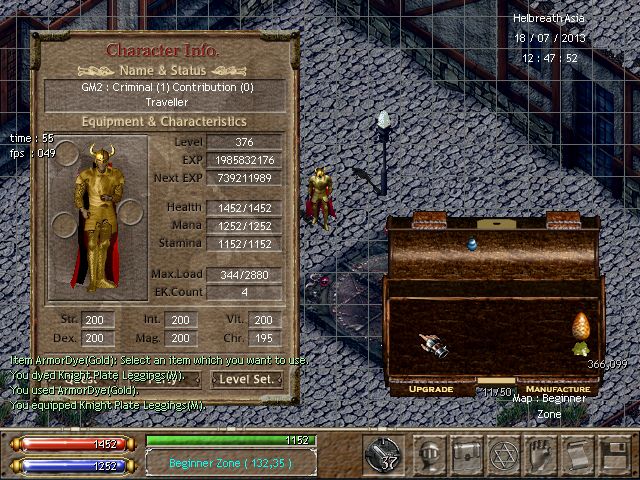 Helbreath Asia
18 / 07 / 2013
12 : 47 : 52
Character Info.
Name & Status
GM2 : Criminal (1) Contribution (0)
Traveller
Equipment & Characteristics
time : 55
fps : 049
Level 376
EXP 1985832176
Next EXP 739211989
Health 1452/1452
Mana 1252/1252
Stamina 1152/1152
Max.Load 344/2880
EK.Count 4
Str. 200 Int. 200 Vit. 200
Dex. 200 Mag. 200 Chr. 195
Item ArmorDye(Gold): Select an item which you want to use.
You dyed Knight Plate Leggings(M).
You used ArmorDye(Gold).
You equipped Knight Plate Leggings(M).
Level Set.
366,099
UPGRADE 11/50 MANUFACTURE
Map : Beginner
Zone
1452
1252
1152
Beginner Zone ( 132,35 )
37